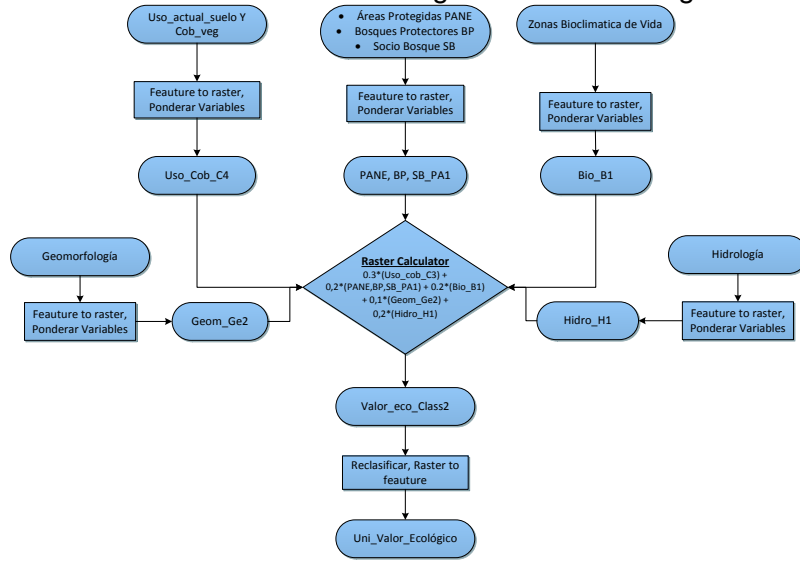 Uso_actual_suelo Y
Cob_veg
• Áreas Protegidas PANE
• Bosques Protectores BP
• Socio Bosque SB
Zonas Bioclimatica de Vida
Feauture to raster,
Ponderar Variables
Feauture to raster,
Ponderar Variables
Feauture to raster,
Ponderar Variables
Uso_Cob_C4
PANE, BP, SB_PA1
Bio_B1
Geomorfología
Hidrología
Raster Calculator
0.3*(Uso_cob_C3) +
0,2*(PANE,BP,SB_PA1) + 0.2*(Bio_B1)
+ 0,1*(Geom_Ge2) +
0,2*(Hidro_H1)
Feauture to raster,
Ponderar Variables
Geom_Ge2
Hidro_H1
Feauture to raster,
Ponderar Variables
Valor_eco_Class2
Reclasificar, Raster to
feauture
Uni_Valor_Ecológico